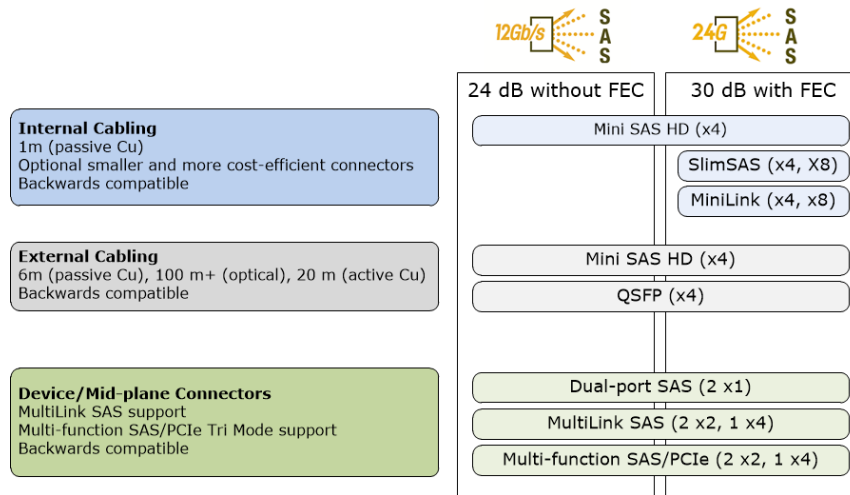 12Gb/s
SAS
24G
SAS
24 dB without FEC
30 dB with FEC
Internal Cabling
1m (passive Cu)
Optional smaller and more cost-efficient connectors
Backwards compatible
Mini SAS HD (x4)
SlimSAS (x4, X8)
MiniLink (x4, x8)
External Cabling
6m (passive Cu), 100 m+ (optical), 20 m (active Cu)
Backwards compatible
Mini SAS HD (x4)
QSFP (x4)
Device/Mid-plane Connectors
MultiLink SAS support
Multi-function SAS/PCIe Tri Mode support
Backwards compatible
Dual-port SAS (2 x1)
MultiLink SAS (2 x2, 1 x4)
Multi-function SAS/PCIe (2 x2, 1 x4)